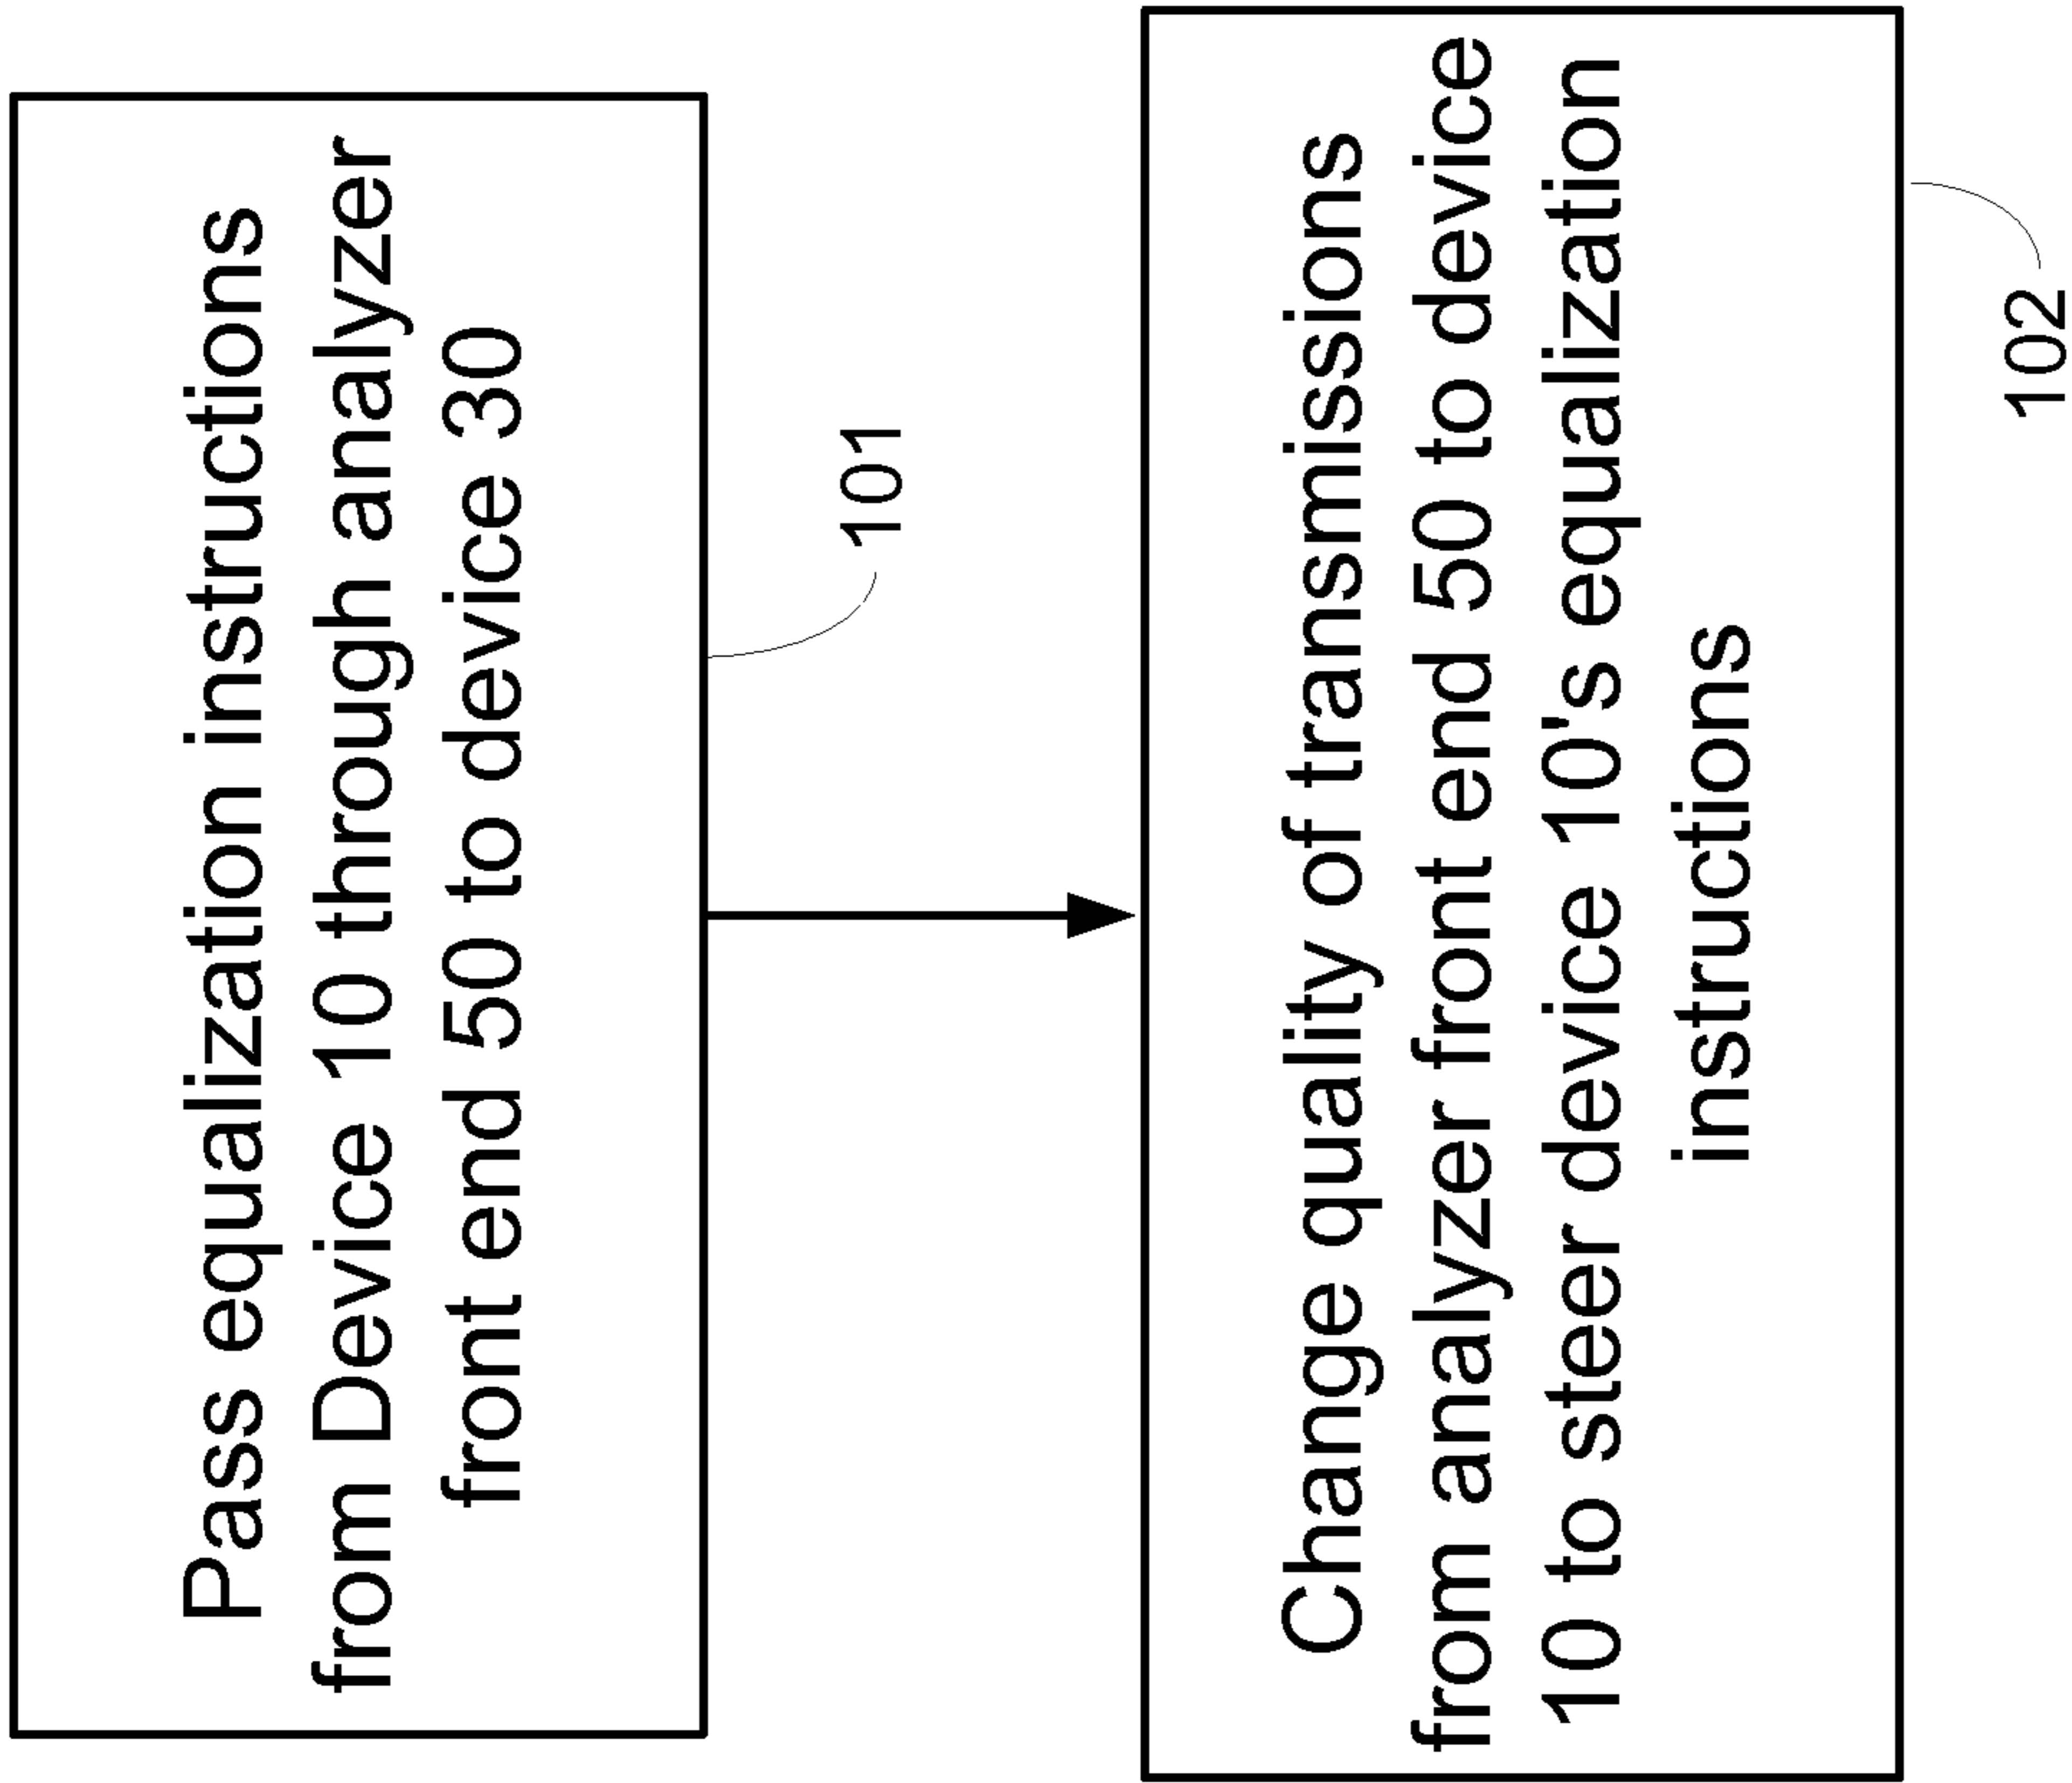 Pass equalization instructions
from Device 10 through analyzer
front end 50 to device 30
101
Change quality of transmissions
from analyzer front end 50 to device
10 to steer device 10's equalization
instructions
102